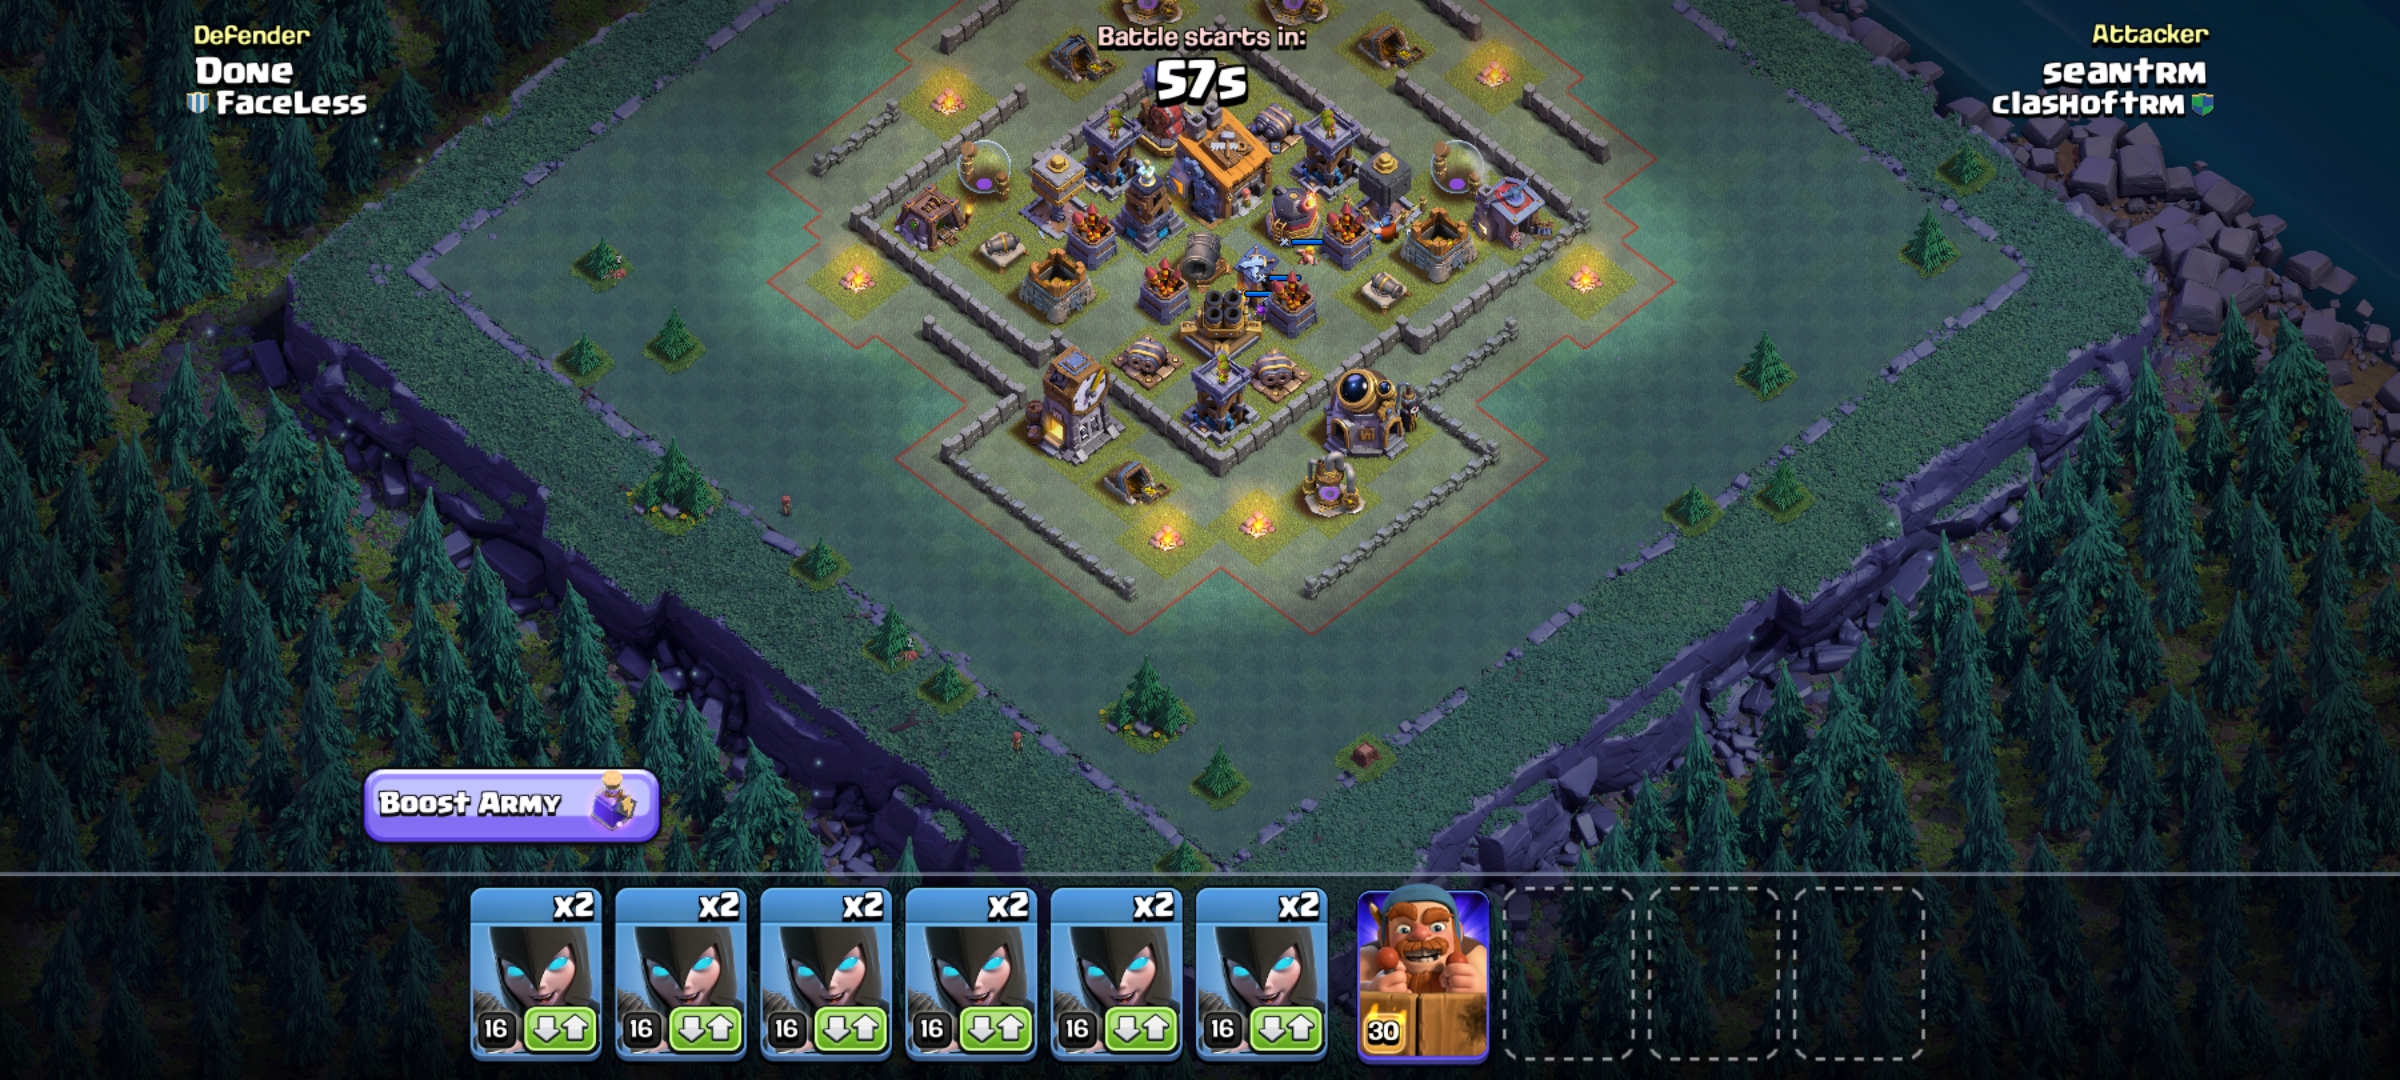 Defender
Done
FaceLess
Battle starts in:
57s
Attacker
seantRM
clashoftRM
Boost Army
x2
x2
x2
x2
x2
x2
16
16
16
16
16
16
30